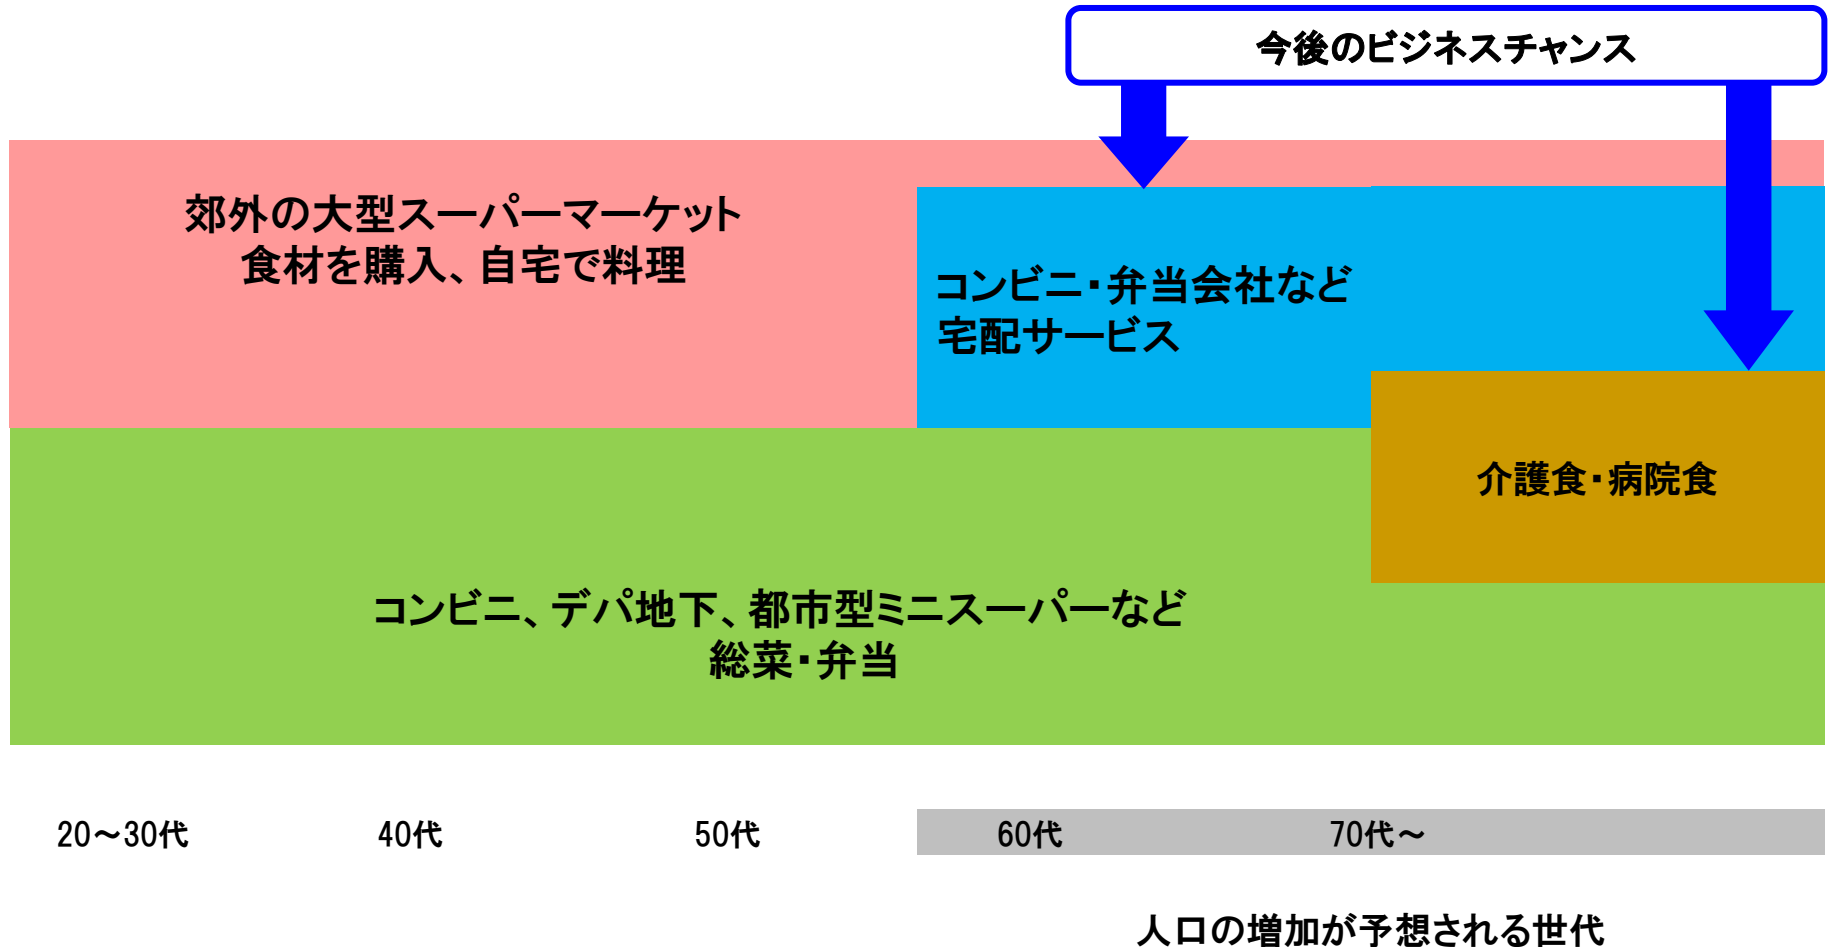 今後のビジネスチャンス
郊外の大型スーパーマーケット
食材を購入、自宅で料理
コンビニ・弁当会社など
宅配サービス
介護食・病院食
コンビニ、デパ地下、都市型ミニスーパーなど
総菜・弁当
20～30代 40代 50代 60代 70代～
人口の増加が予想される世代